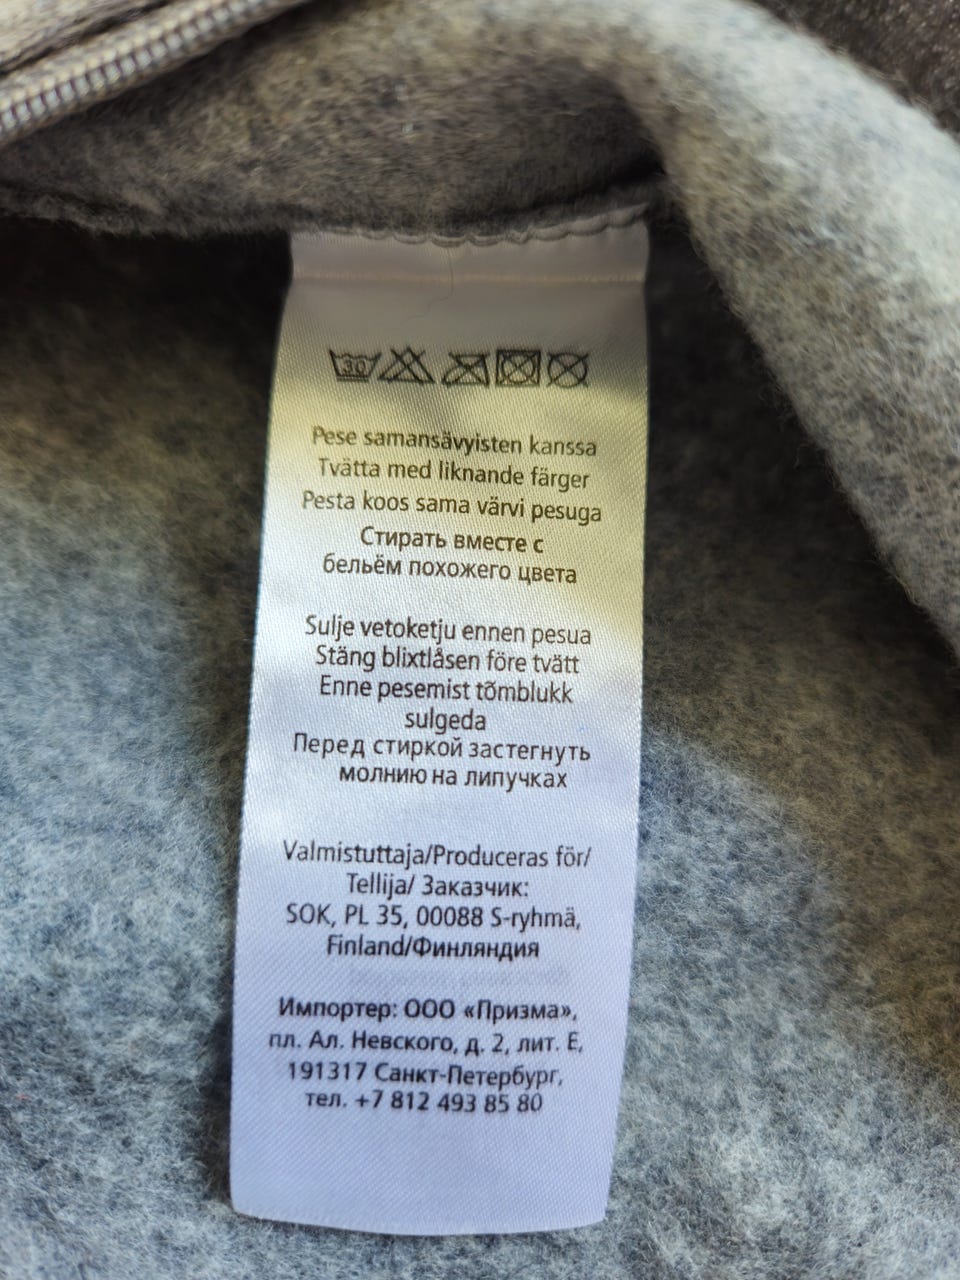 30
Pese samansävyisten kanssa
Tvätta med liknande färger
Pesta koos sama värvi pesuga
Стирать вместе с
бельём похожего цвета
Sulje vetoketju ennen pesua
Stäng blixtlåsen före tvätt
Enne pesemist tõmblukk
sulgeda
Перед стиркой застегнуть
молнию на липучках
Valmistuttaja/Produceras för/
Tellija/ Заказчик:
SOK, PL 35, 00088 S-ryhmä,
Finland/Финляндия
Импортер: ООО «Призма»,
пл. Ал. Невского, д. 2, лит. Е,
191317 Санкт-Петербург,
тел. +7 812 493 85 80